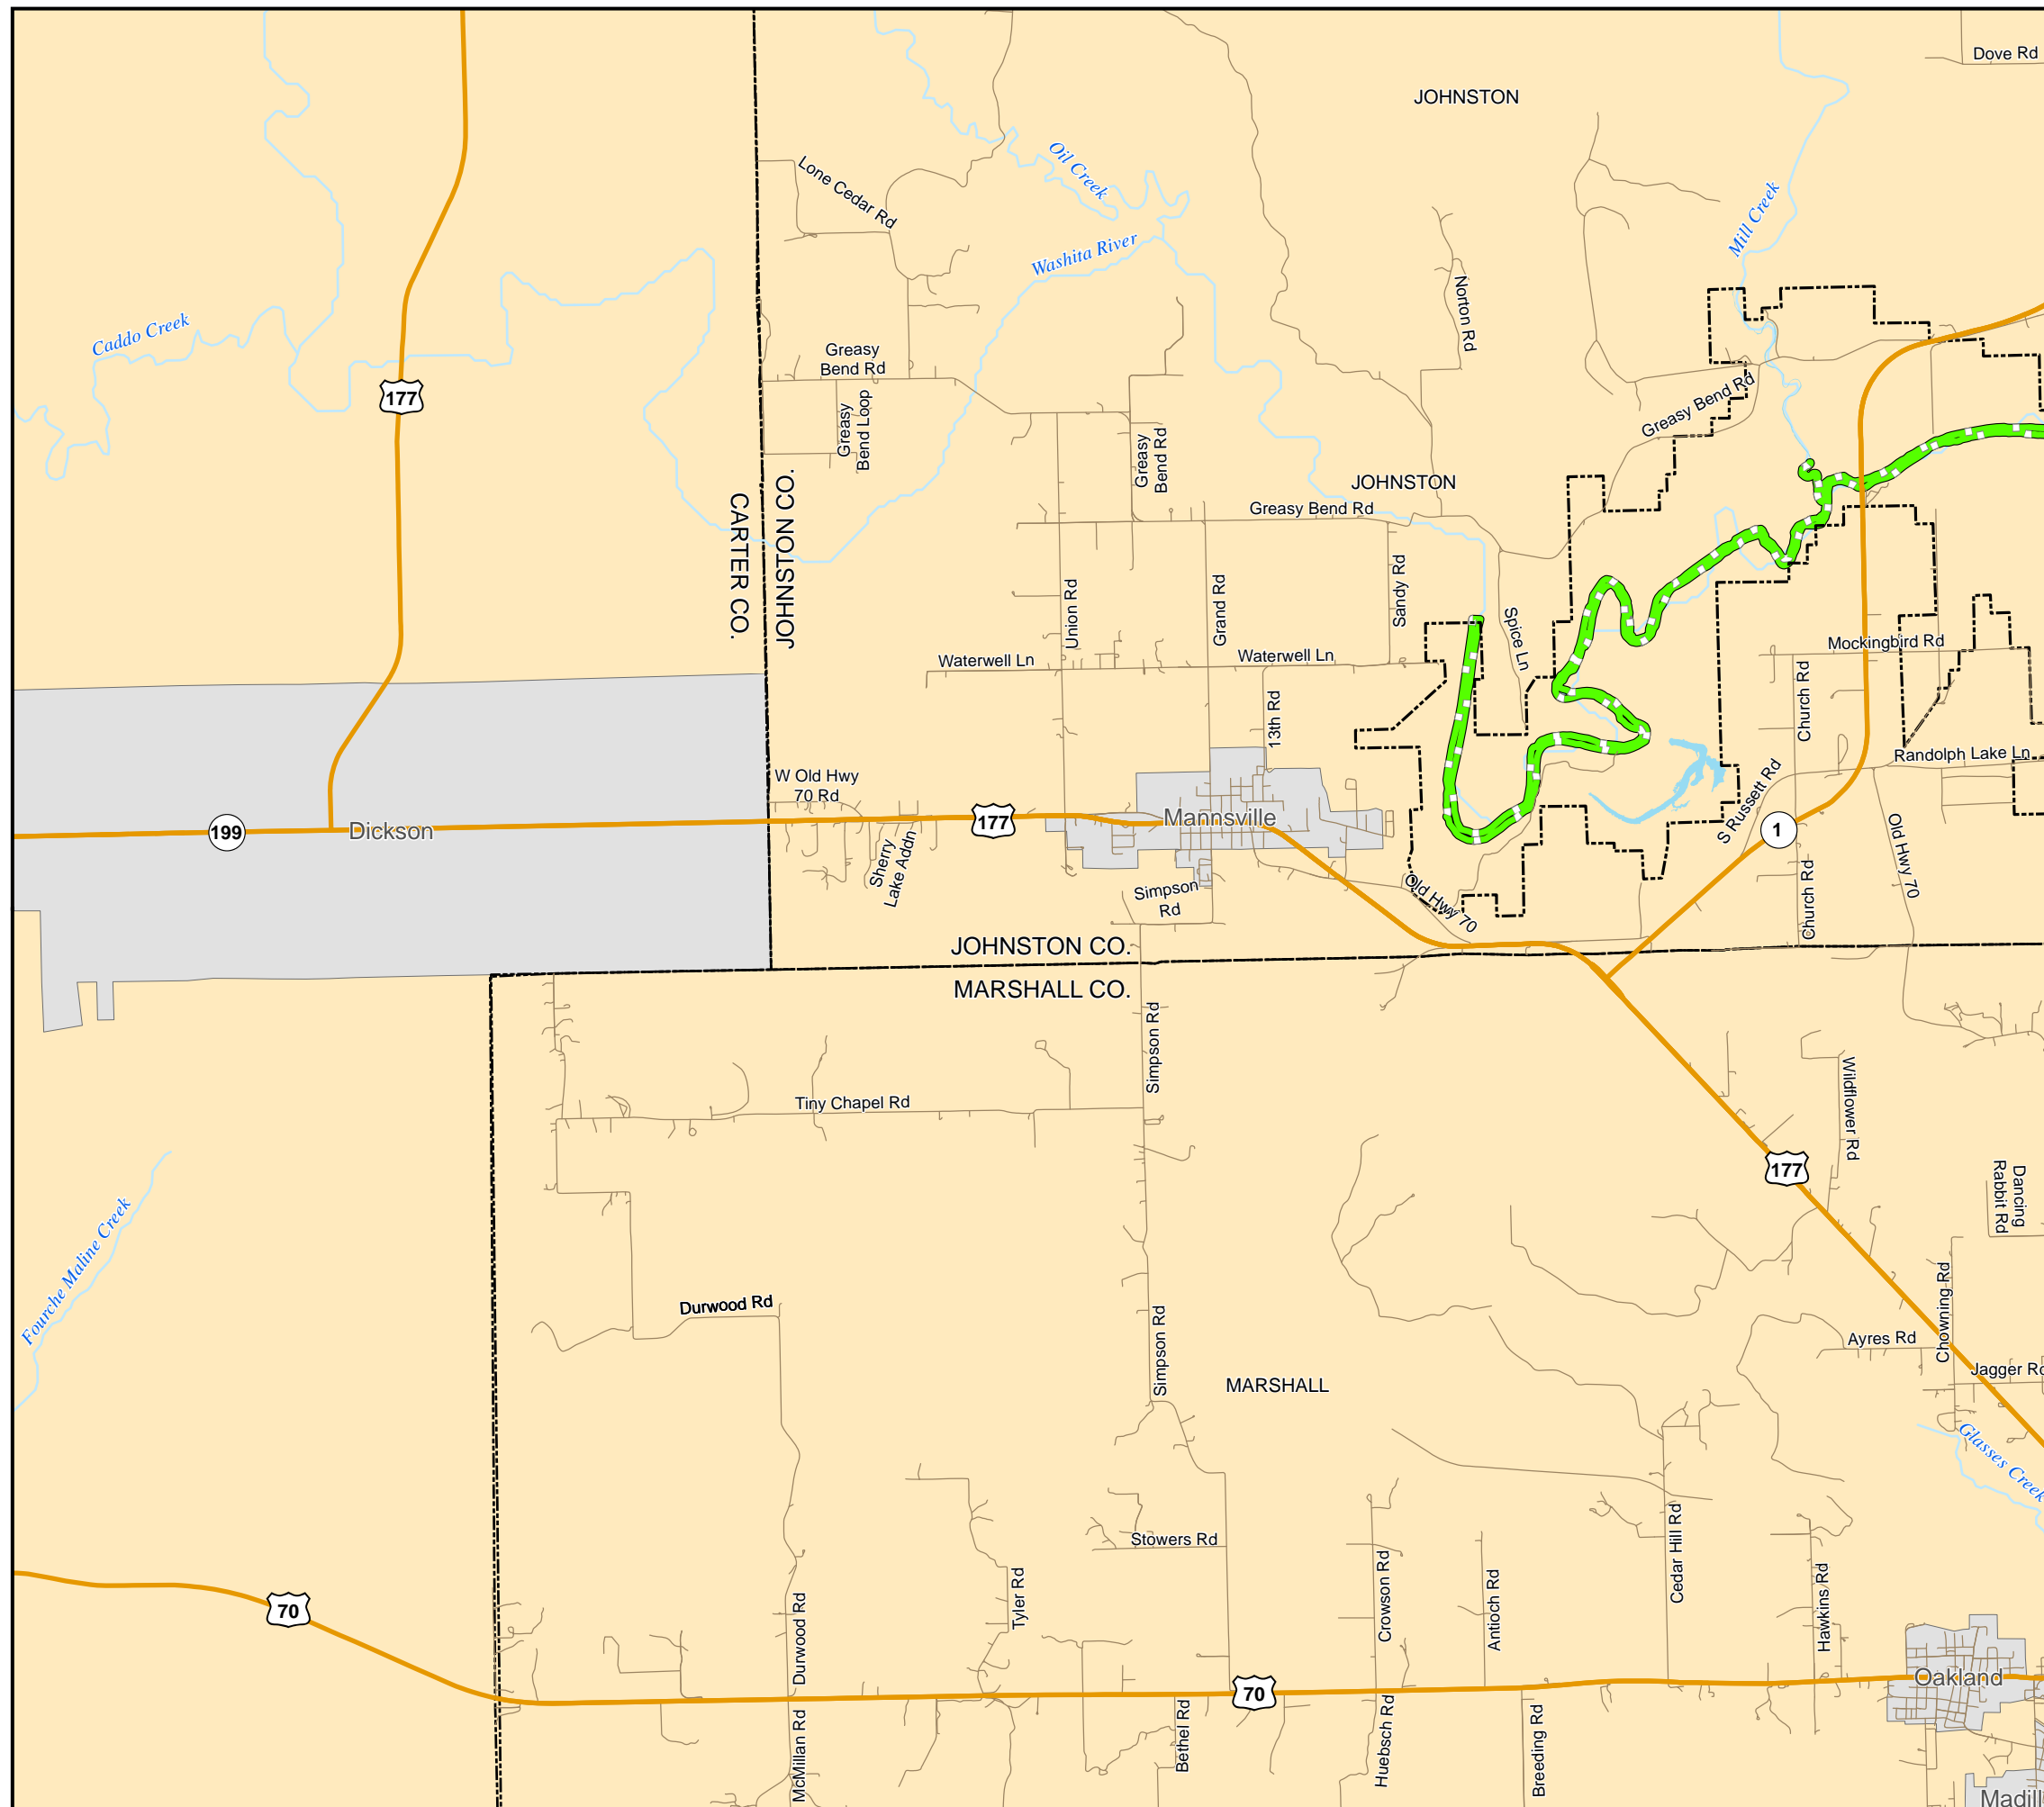 Dove Rd
JOHNSTON
Oil Creek
Lone Cedar Rd
Mill Creek
Washita River
Norton Rd
Caddo Creek
Greasy
Bend Rd
177
Greasy
Bend Loop
Greasy Bend Rd
Greasy
Bend Rd
JOHNSTON
Greasy Bend Rd
CARTER CO.
JOHNSTON CO.
Union Rd
Grand Rd
Sandy Rd
Spice Ln
Mockingbird Rd
Waterwell Ln
Waterwell Ln
13th Rd
Church Rd
Randolph Lake Ln
W Old Hwy
70 Rd
S Russett Rd
199
Dickson
177
Mannsville
1
Sherry
Lake Addn
Old Hwy 70
Simpson
Rd
Old Hwy 70
Church Rd
JOHNSTON CO.
MARSHALL CO.
Simpson Rd
Tiny Chapel Rd
Wildflower Rd
177
Dancing
Rabbit Rd
Fourche Maline Creek
Durwood Rd
Chowning Rd
Simpson Rd
Ayres Rd
Jagger Rd
MARSHALL
Glasses Creek
Stowers Rd
Cedar Hill Rd
Tyler Rd
Crowson Rd
Antioch Rd
Hawkins Rd
70
Durwood Rd
Oakland
70
McMillan Rd
Bethel Rd
Huebsch Rd
Breeding Rd
Madill